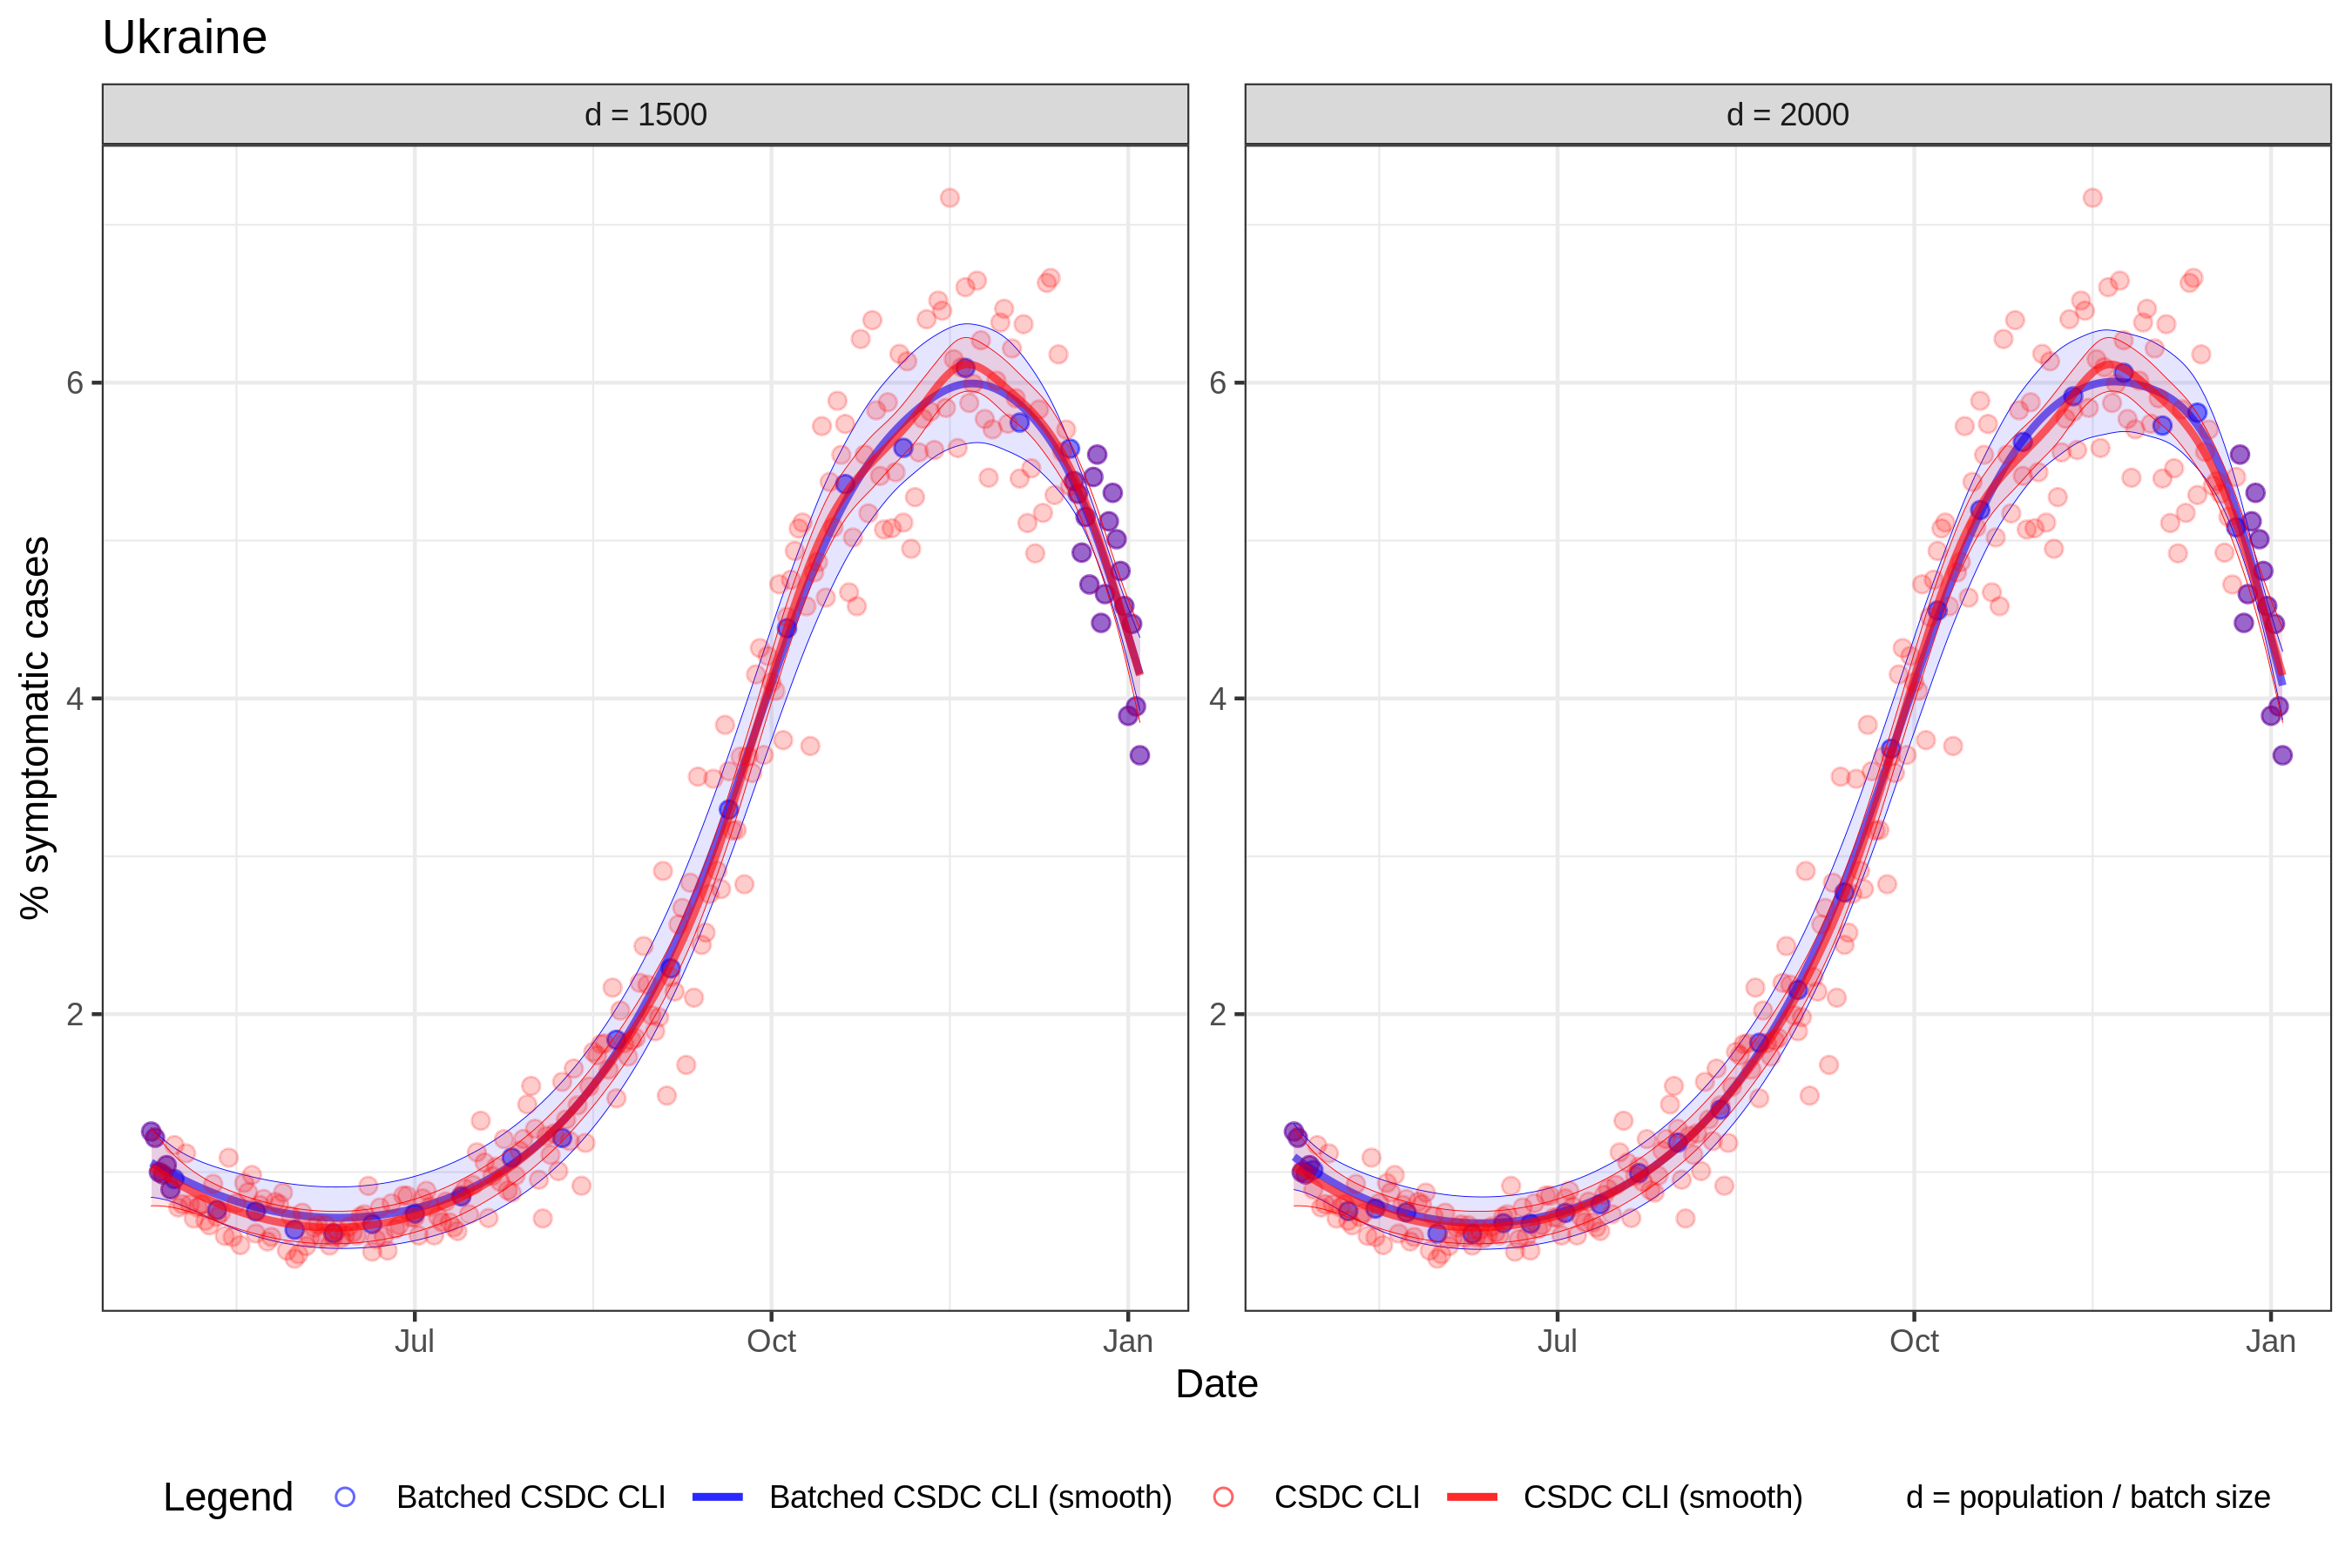 Ukraine
d = 1500
d = 2000
% symptomatic cases
6
4
2
6
4
2
Jul
Oct
Jan
Jul
Oct
Jan
Date
Legend
Batched CSDC CLI
Batched CSDC CLI (smooth)
CSDC CLI
CSDC CLI (smooth)
d = population / batch size